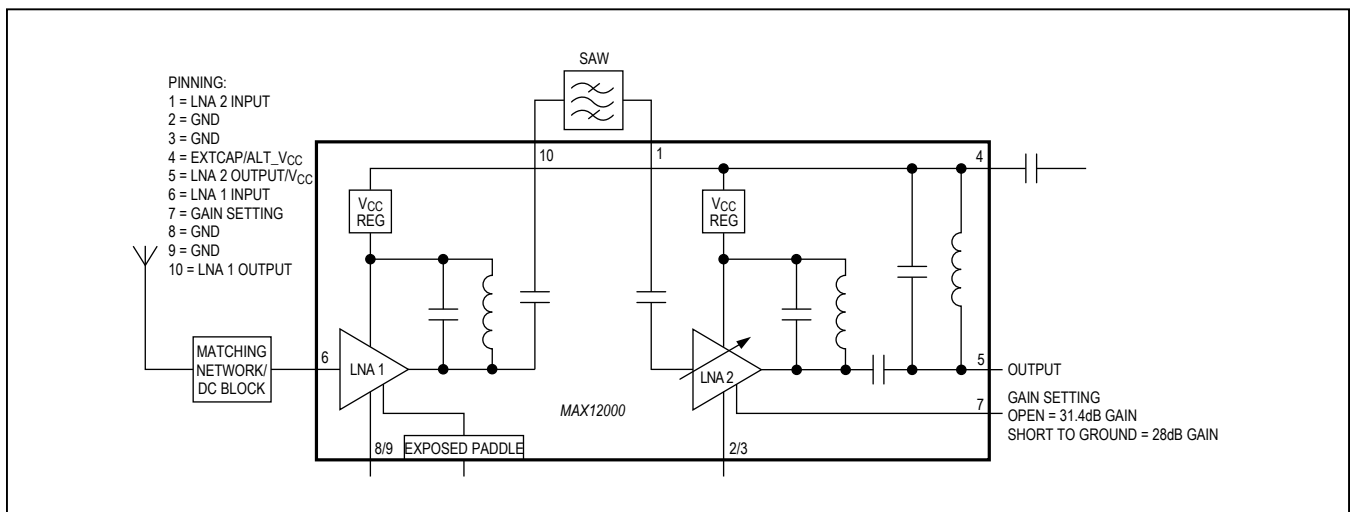 SAW
PINNING:
1 = LNA 2 INPUT
2 = GND
3 = GND
4 = EXTCAP/ALT_VCC
5 = LNA 2 OUTPUT/VCC
6 = LNA 1 INPUT
7 = GAIN SETTING
8 = GND
9 = GND
10 = LNA 1 OUTPUT
10
1
4
VCC
REG
VCC
REG
MATCHING
NETWORK/
DC BLOCK
6
LNA 1
LNA 2
5
OUTPUT
MAX12000
7
GAIN SETTING
OPEN = 31.4dB GAIN
SHORT TO GROUND = 28dB GAIN
8/9
EXPOSED PADDLE
2/3